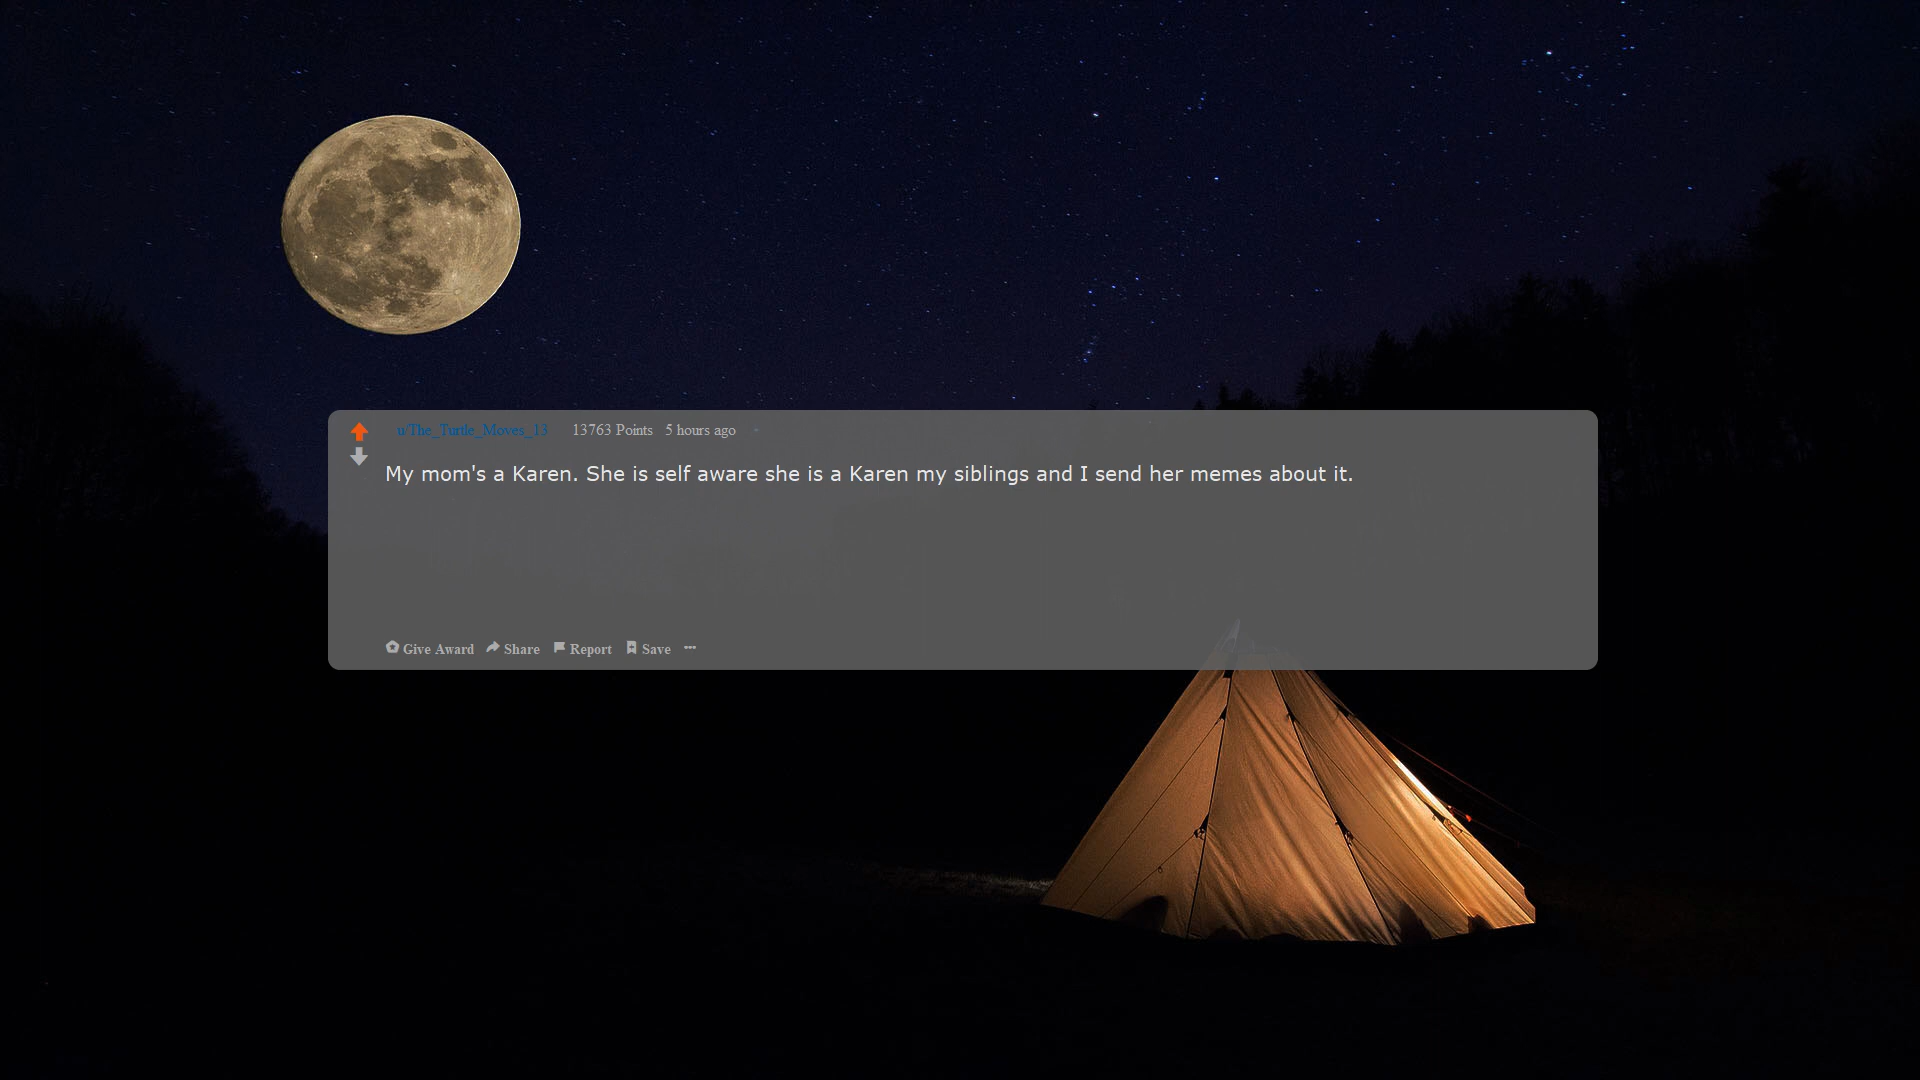 u/The_Turtle_Moves_13 13763 Points 5 hours ago
My mom's a Karen. She is self aware she is a Karen my siblings and I send her memes about it.
Give Award Share Report Save ...